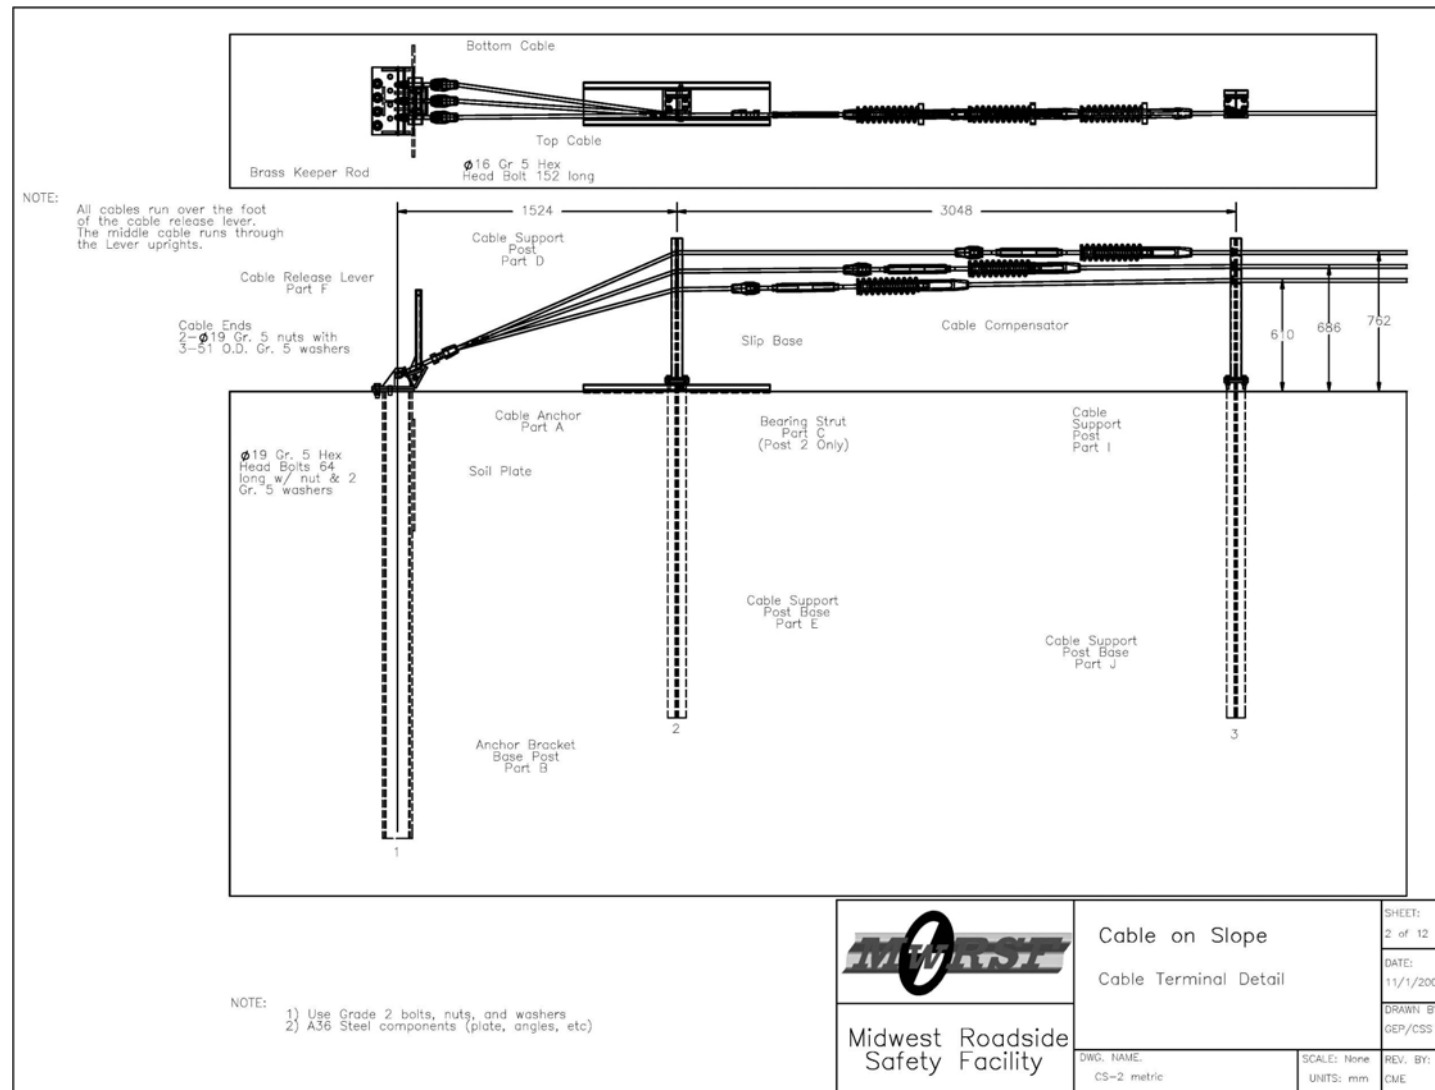 Bottom Cable
Top Cable
Brass Keeper Rod
ø16 Gr 5 Hex
Head Bolt 152 long
NOTE:
All cables run over the foot
of the cable release lever.
The middle cable runs through
the Lever uprights.
1524
3048
Cable Support
Post
Part D
Cable Release Lever
Part F
Cable Ends
2-ø19 Gr. 5 nuts with
3-51 O.D. Gr. 5 washers
Slip Base
Cable Compensator
610
686
762
Cable Anchor
Part A
Bearing Strut
Part C
(Post 2 Only)
Cable
Support
Post
Part I
ø19 Gr. 5 Hex
Head Bolts 64
long w/ nut & 2
Gr. 5 washers
Soil Plate
Cable Support
Post Base
Part E
Cable Support
Post Base
Part J
Anchor Bracket
Base Post
Part B
1
2
3
NOTE:
1) Use Grade 2 bolts, nuts, and washers
2) A36 Steel components (plate, angles, etc)
MwRSF
Midwest Roadside
Safety Facility
Cable on Slope
Cable Terminal Detail
SHEET:
2 of 12
DATE:
11/1/200
DRAWN B
GEP/CSS
DWG. NAME.
CS-2 metric
SCALE: None
UNITS: mm
REV. BY:
CME